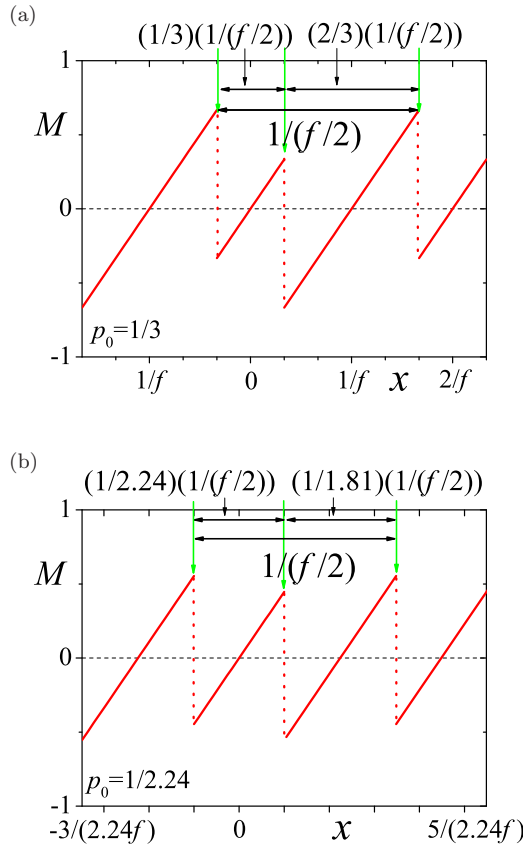 (a)
(1/3)(1/(f/2)) (2/3)(1/(f/2))
1
M
1/(f/2)
0
p₀=1/3
-1
1/f 0 1/f x 2/f
(b)
(1/2.24)(1/(f/2)) (1/1.81)(1/(f/2))
1
M
1/(f/2)
0
p₀=1/2.24
-1
-3/(2.24f) 0 x 5/(2.24f)